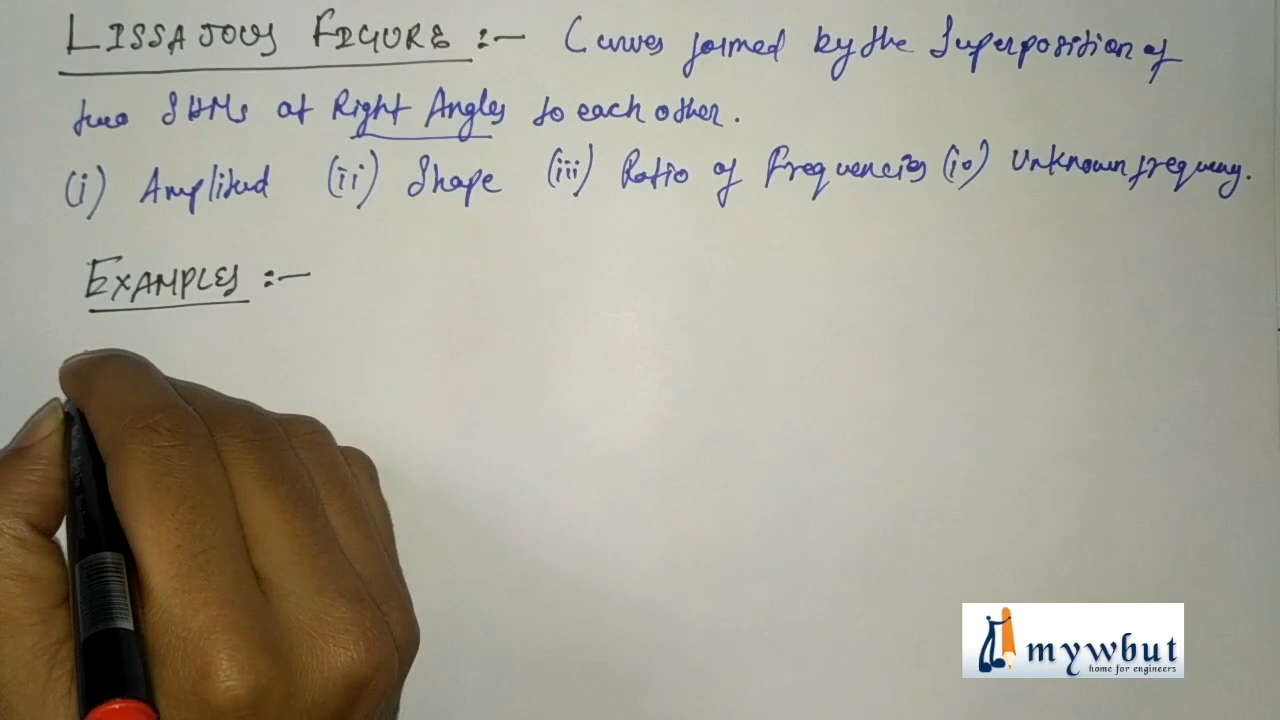 LISSAJOUS FIGURE :- Curves formed by the Superposition of
two SHMs at Right Angles to each other.
(i) Amplitud (ii) Shape (iii) Ratio of Frequencies (iv) Unknown frequency.
EXAMPLES :-
mywbut
home for engineers